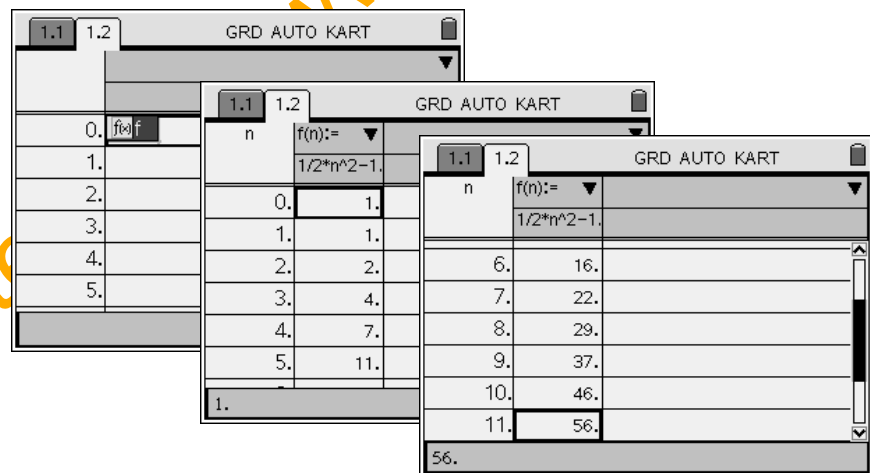 1.1 1.2 GRD AUTO KART
0. f(x) f
1.
2.
3.
4.
5.
1.1 1.2 GRD AUTO KART
n f(n):= ▼
1/2*n^2-1.
0. 1.
1. 1.
2. 2.
3. 4.
4. 7.
5. 11.
1.
1.1 1.2 GRD AUTO KART
n f(n):= ▼
1/2*n^2-1.
6. 16.
7. 22.
8. 29.
9. 37.
10. 46.
11. 56.
56.